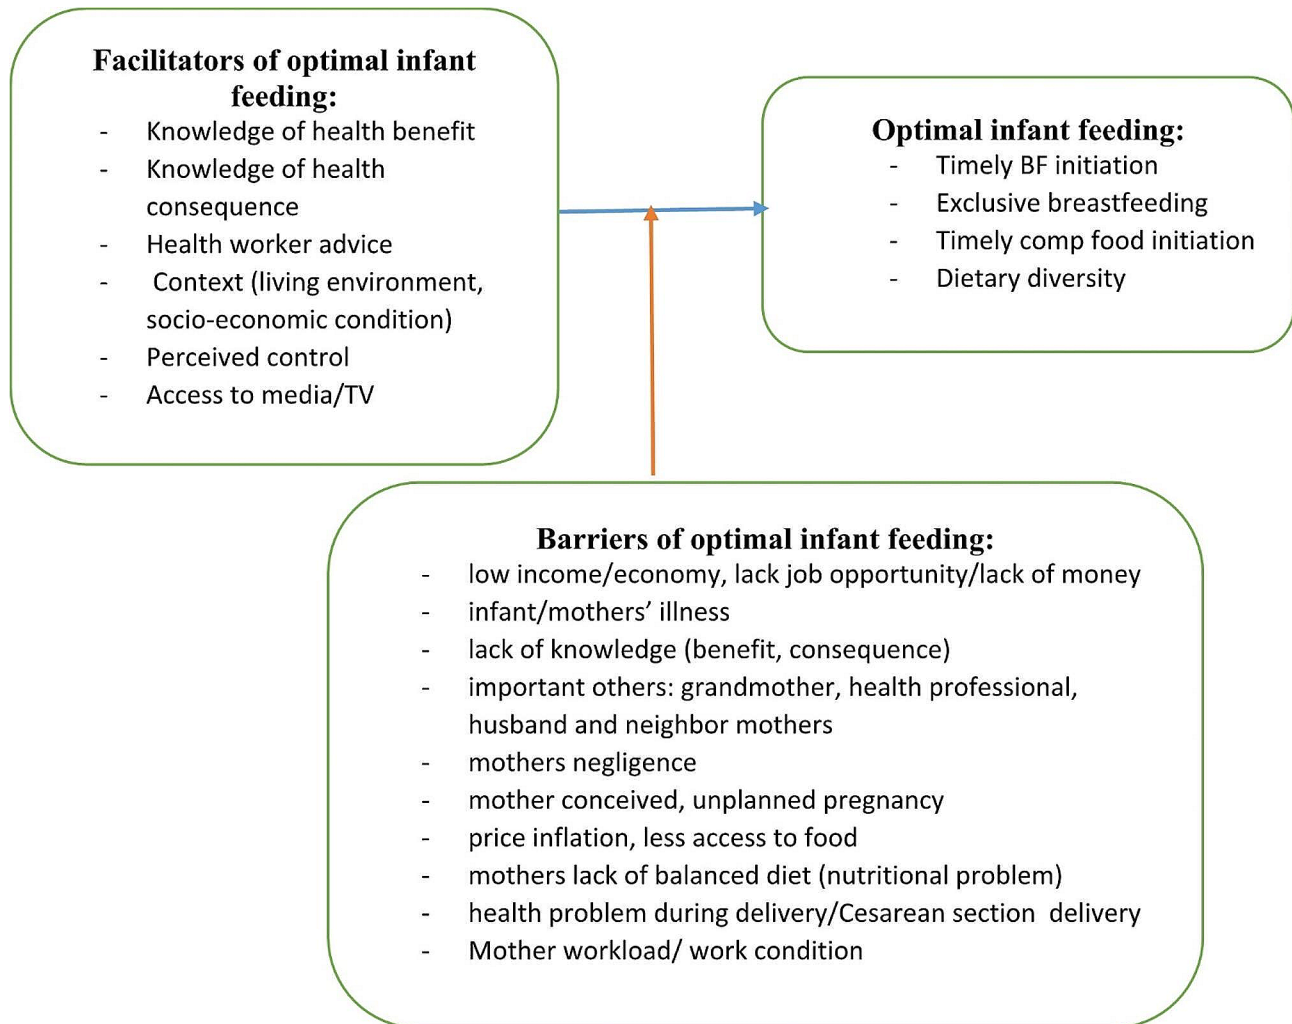 Facilitators of optimal infant
feeding:
- Knowledge of health benefit
- Knowledge of health
consequence
- Health worker advice
- Context (living environment,
socio-economic condition)
- Perceived control
- Access to media/TV
Optimal infant feeding:
- Timely BF initiation
- Exclusive breastfeeding
- Timely comp food initiation
- Dietary diversity
Barriers of optimal infant feeding:
- low income/economy, lack job opportunity/lack of money
- infant/mothers’ illness
- lack of knowledge (benefit, consequence)
- important others: grandmother, health professional,
husband and neighbor mothers
- mothers negligence
- mother conceived, unplanned pregnancy
- price inflation, less access to food
- mothers lack of balanced diet (nutritional problem)
- health problem during delivery/Cesarean section delivery
- Mother workload/ work condition